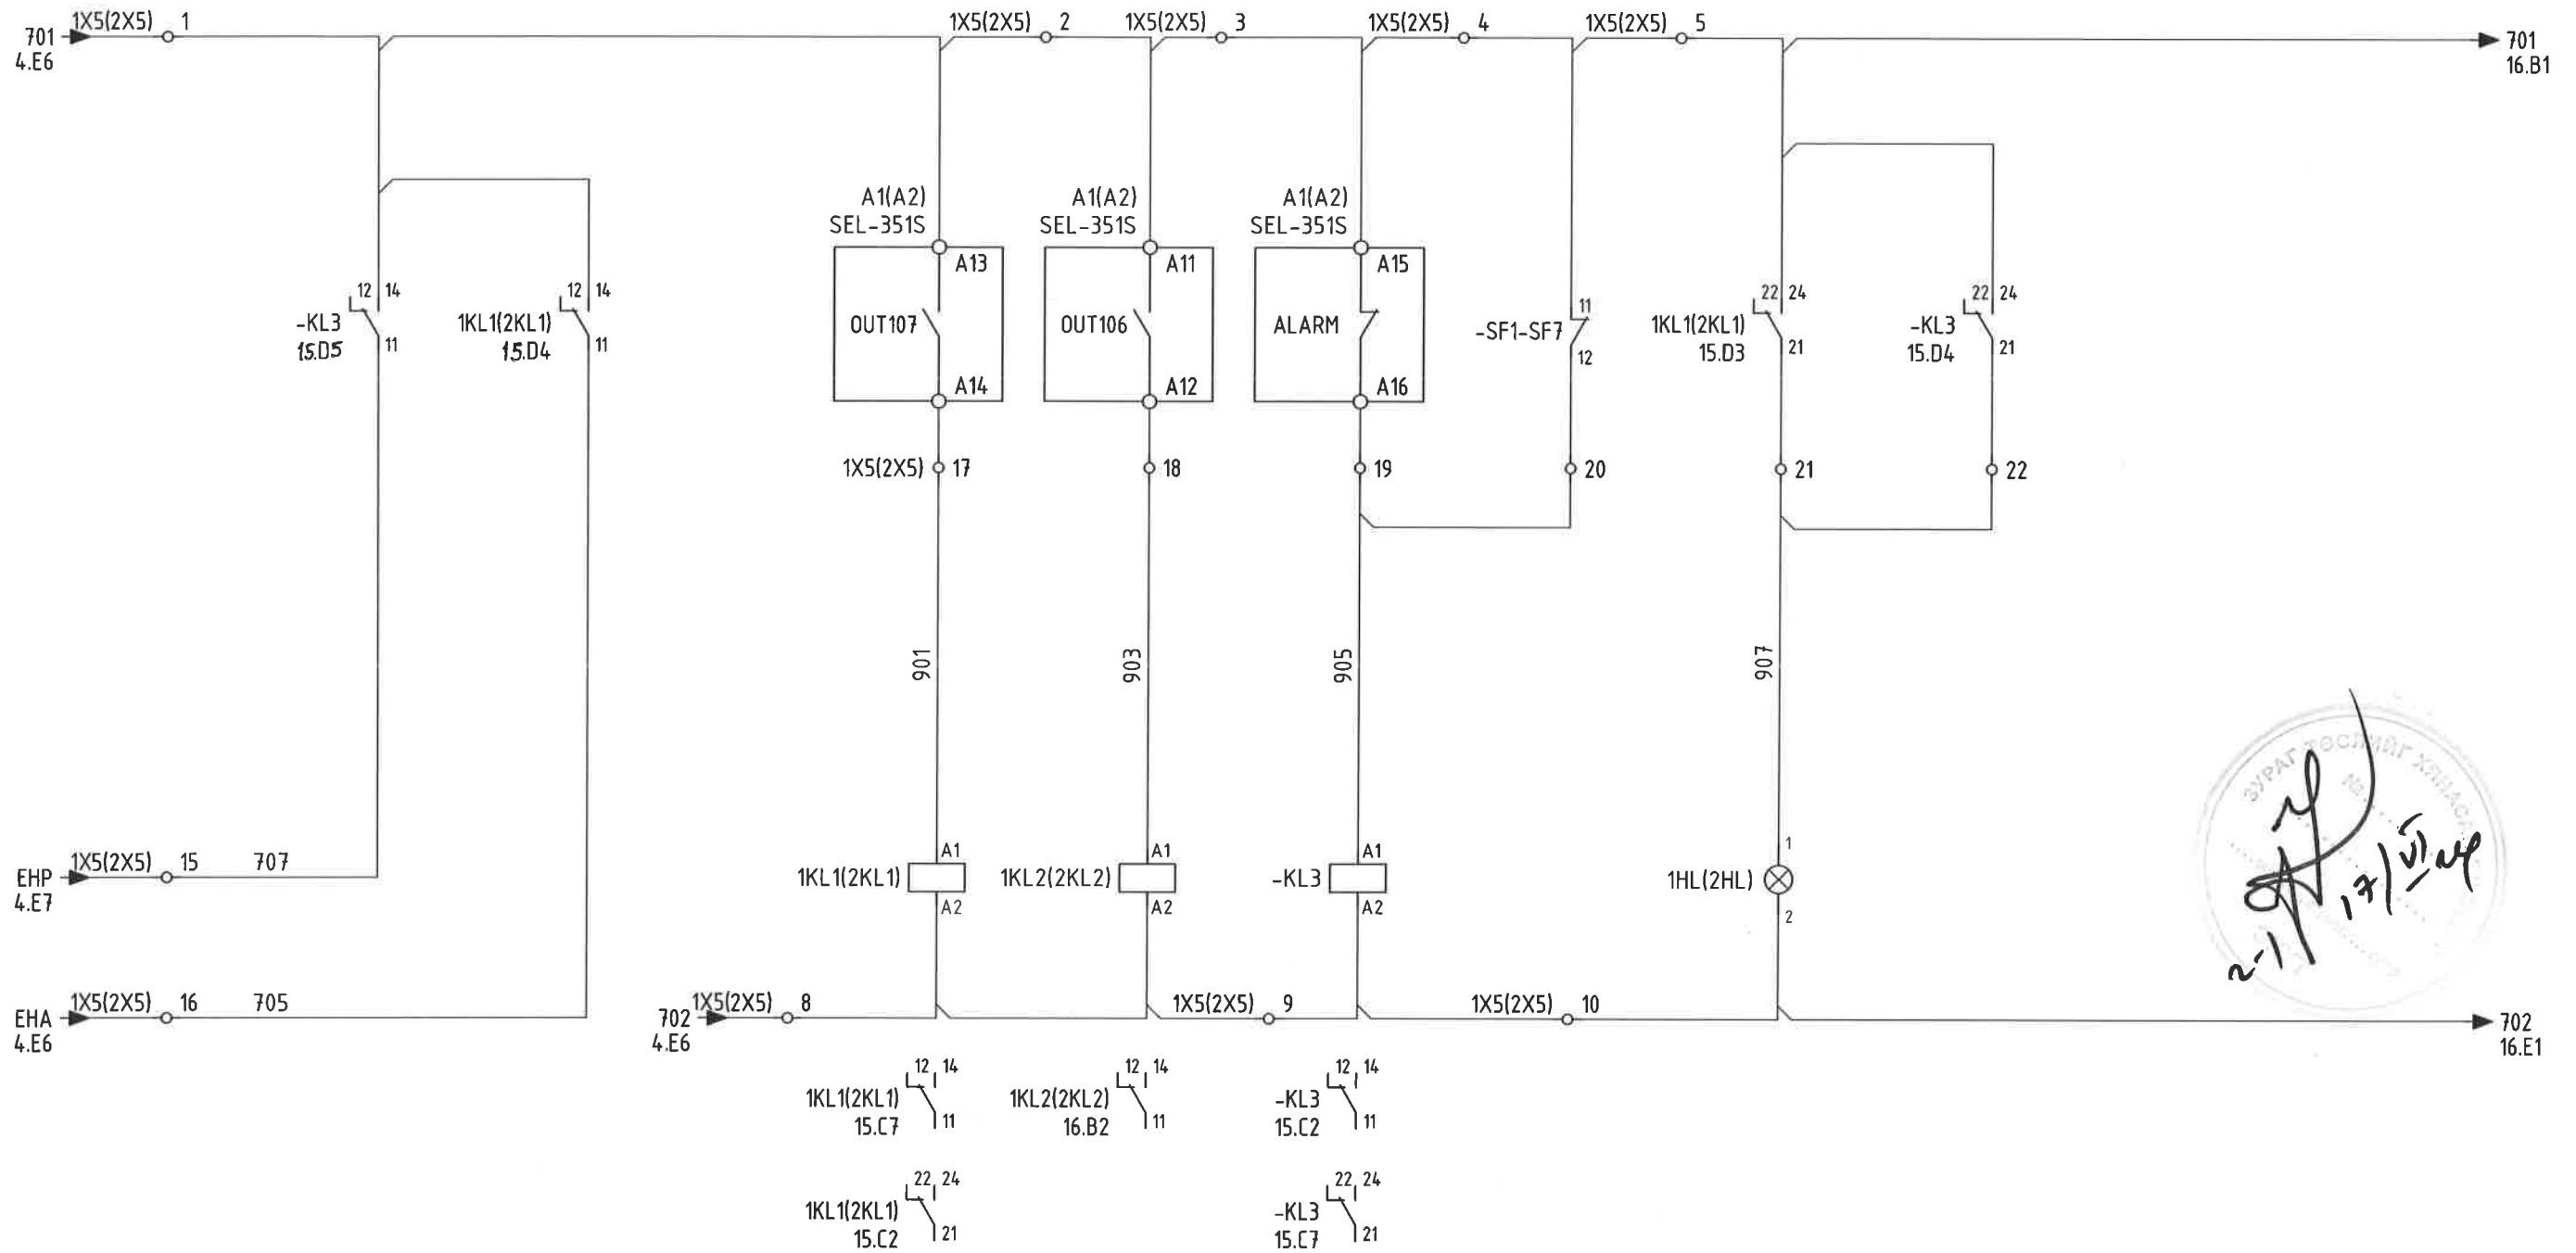 1X5(2X5) 1
1X5(2X5) 2
1X5(2X5) 3
1X5(2X5) 4
1X5(2X5) 5
701
4.E6
701
16.B1
A1(A2)
SEL-351S
A1(A2)
SEL-351S
A1(A2)
SEL-351S
A13
A11
A15
12 14
-KL3
15.D5
11
12 14
1KL1(2KL1)
15.D4
11
OUT107
OUT106
ALARM
11
-SF1-SF7
12
22 24
1KL1(2KL1)
15.D3
21
22 24
-KL3
15.D4
21
A14
A12
A16
1X5(2X5) 17
18
19
20
21
22
901
903
905
907
EHP
4.E7
1X5(2X5) 15 707
A1
1KL1(2KL1)
A2
A1
1KL2(2KL2)
A2
A1
-KL3
A2
1
1HL(2HL)
2
EHA
4.E6
1X5(2X5) 16 705
702
4.E6
1X5(2X5) 8
1X5(2X5) 9
1X5(2X5) 10
702
16.E1
12 14
1KL1(2KL1)
15.C7
11
12 14
1KL2(2KL2)
16.B2
11
12 14
-KL3
15.C2
11
22 24
1KL1(2KL1)
15.C2
21
22 24
-KL3
15.C7
21
ЗУРАГ ТӨСЛИЙГ
№
17/VI
2-1